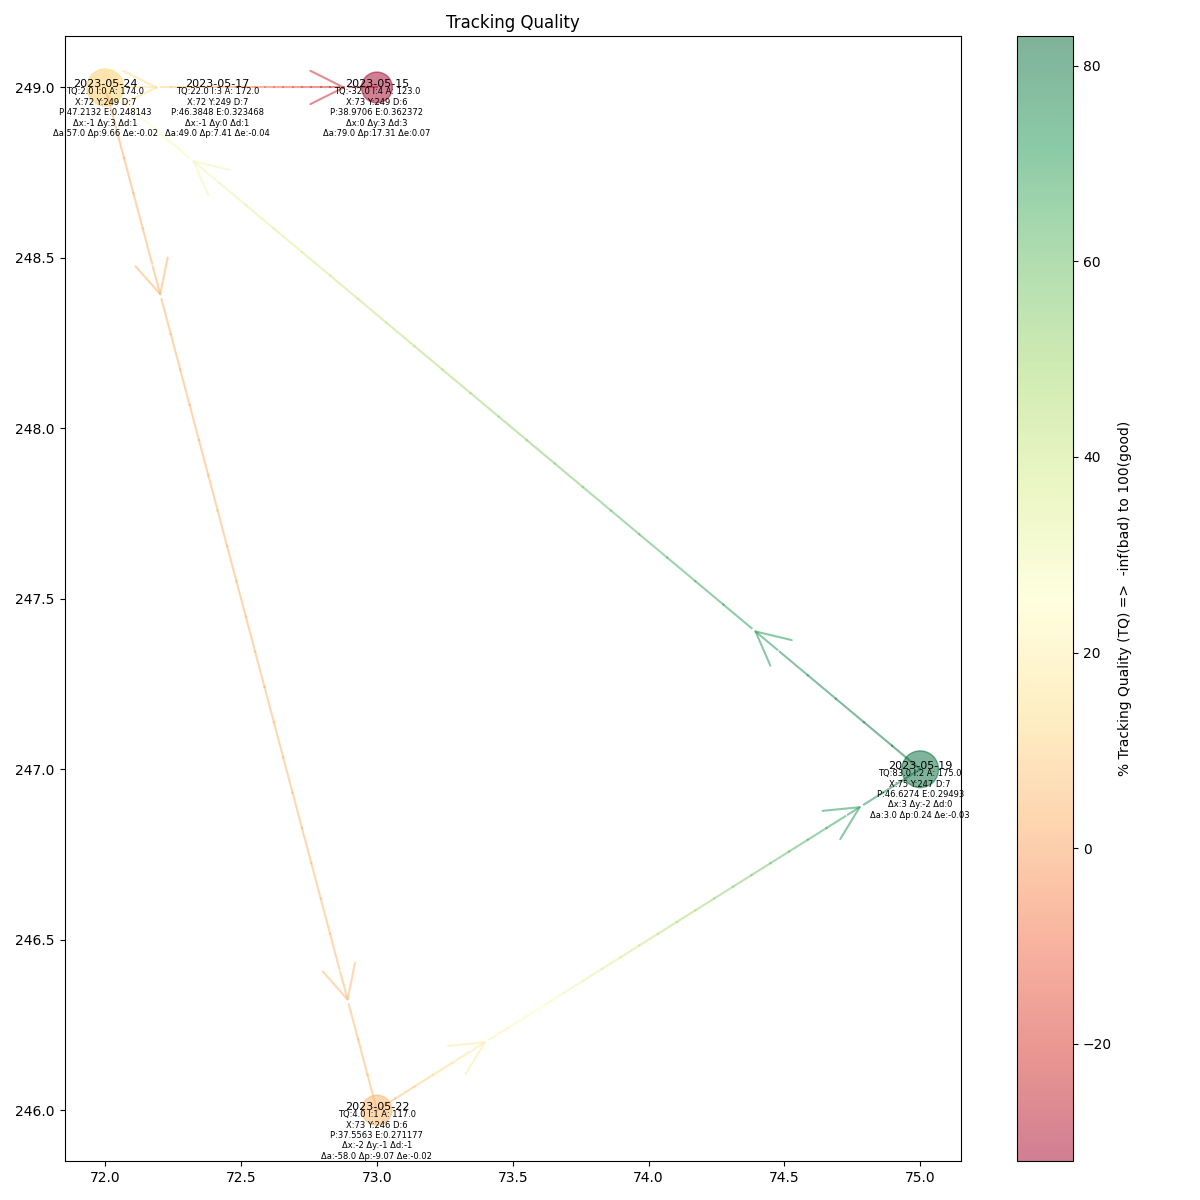 Tracking Quality
249.0
248.5
248.0
247.5
247.0
246.5
246.0
72.0
72.5
73.0
73.5
74.0
74.5
75.0
2023-05-24
TQ:2.0 I:0 A: 174.0
X:72 Y:249 D:7
P:47.2132 E:0.248143
Δx:-1 Δy:3 Δd:1
Δa:57.0 Δp:9.66 Δe:-0.02
2023-05-17
TQ:22.0 I:3 A: 172.0
X:72 Y:249 D:7
P:46.3848 E:0.323468
Δx:-1 Δy:0 Δd:1
Δa:49.0 Δp:7.41 Δe:-0.04
2023-05-15
TQ:-32.0 I:4 A: 123.0
X:73 Y:249 D:6
P:38.9706 E:0.362372
Δx:0 Δy:3 Δd:3
Δa:79.0 Δp:17.31 Δe:0.07
2023-05-19
TQ:83.0 I:2 A: 175.0
X:75 Y:247 D:7
P:46.6274 E:0.29493
Δx:3 Δy:-2 Δd:0
Δa:3.0 Δp:0.24 Δe:-0.03
2023-05-22
TQ:4.0 I:1 A: 117.0
X:73 Y:246 D:6
P:37.5563 E:0.271177
Δx:-2 Δy:-1 Δd:-1
Δa:-58.0 Δp:-9.07 Δe:-0.02
80
60
40
20
0
−20
% Tracking Quality (TQ) =>  -inf(bad) to 100(good)